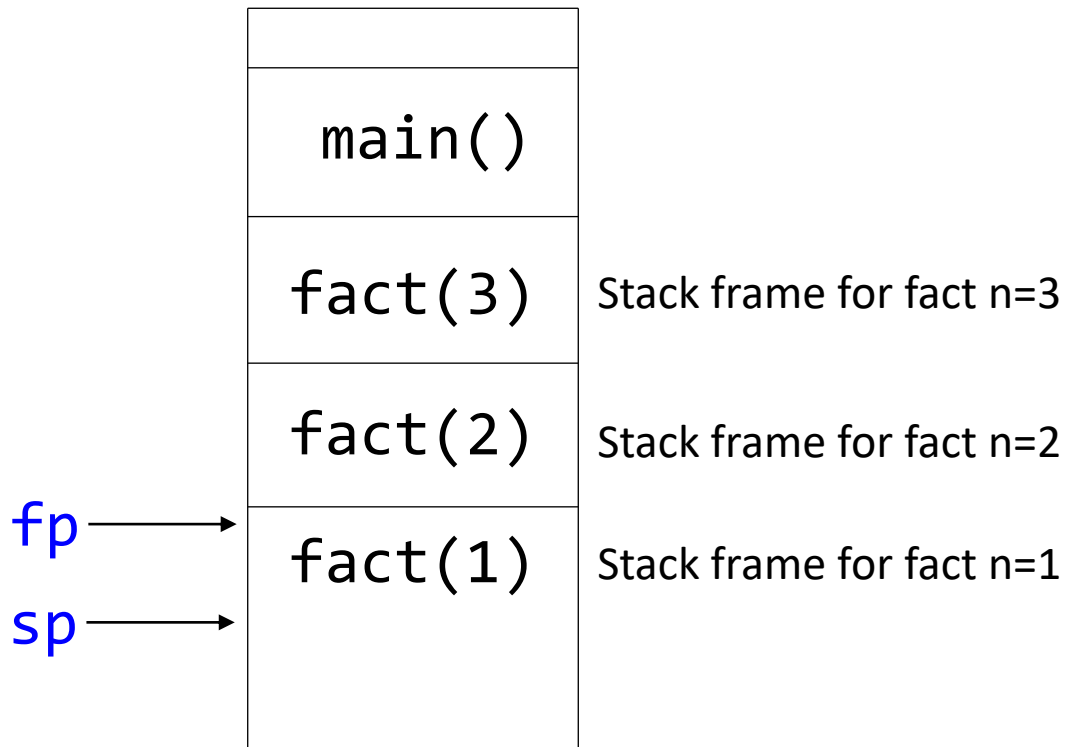 main()
fact(3) Stack frame for fact n=3
fact(2) Stack frame for fact n=2
fp
fact(1) Stack frame for fact n=1
sp